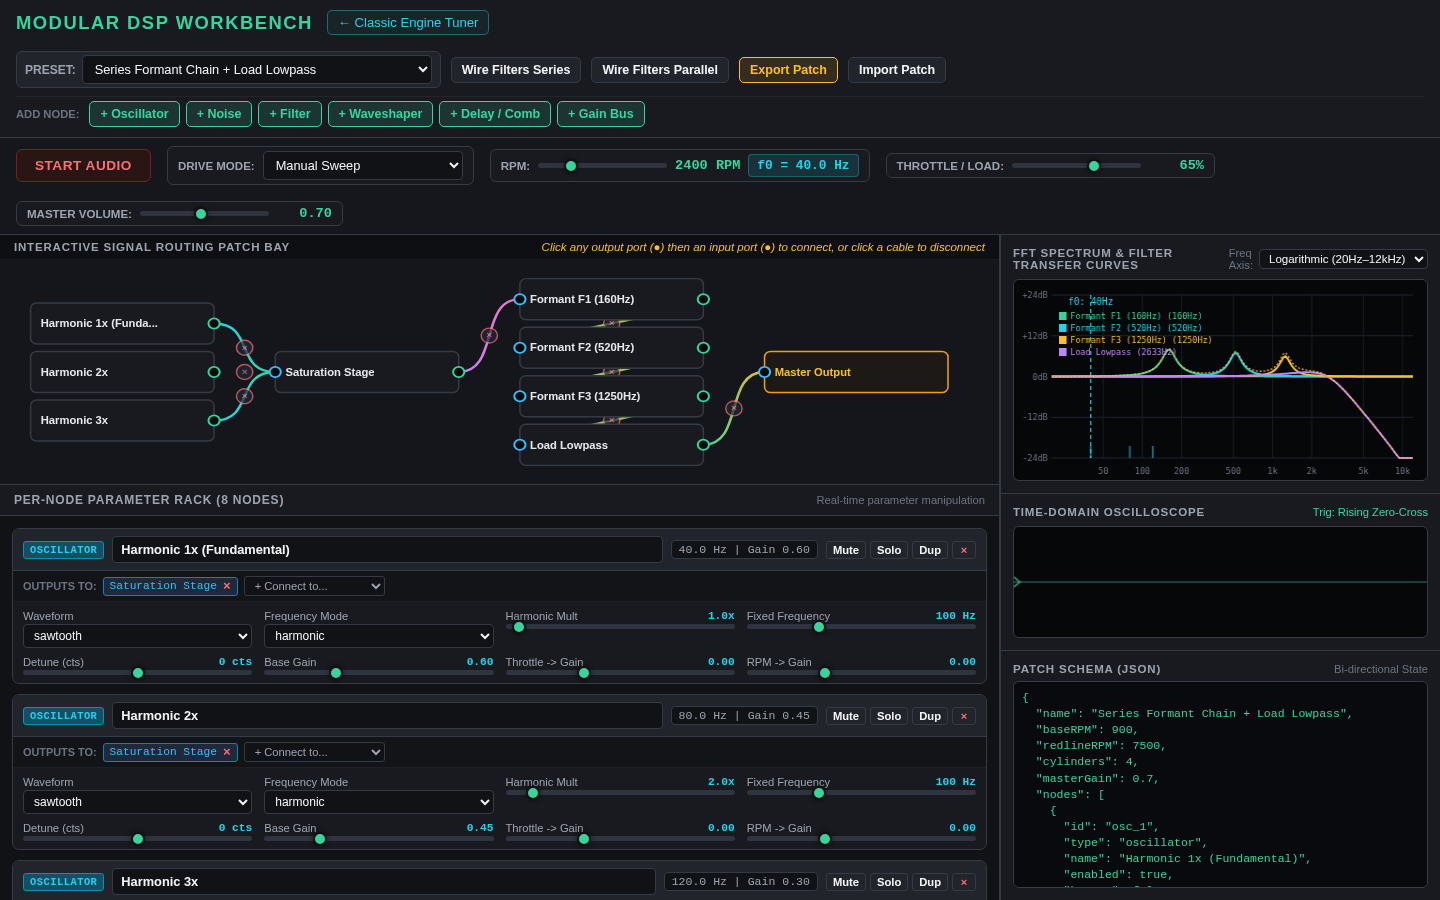 MODULAR DSP WORKBENCH
← Classic Engine Tuner
PRESET: Series Formant Chain + Load Lowpass
Wire Filters Series
Wire Filters Parallel
Export Patch
Import Patch
ADD NODE:
+ Oscillator
+ Noise
+ Filter
+ Waveshaper
+ Delay / Comb
+ Gain Bus
START AUDIO
DRIVE MODE: Manual Sweep
RPM: 2400 RPM f0 = 40.0 Hz
THROTTLE / LOAD: 65%
MASTER VOLUME: 0.70
INTERACTIVE SIGNAL ROUTING PATCH BAY
Click any output port (●) then an input port (●) to connect, or click a cable to disconnect
Harmonic 1x (Funda...
Harmonic 2x
Harmonic 3x
Saturation Stage
Formant F1 (160Hz)
Formant F2 (520Hz)
Formant F3 (1250Hz)
Load Lowpass
Master Output
PER-NODE PARAMETER RACK (8 NODES)
Real-time parameter manipulation
OSCILLATOR
Harmonic 1x (Fundamental)
40.0 Hz | Gain 0.60
Mute Solo Dup ×
OUTPUTS TO: Saturation Stage × + Connect to...
Waveform
sawtooth
Frequency Mode
harmonic
Harmonic Mult 1.0x
Fixed Frequency 100 Hz
Detune (cts) 0 cts
Base Gain 0.60
Throttle -> Gain 0.00
RPM -> Gain 0.00
OSCILLATOR
Harmonic 2x
80.0 Hz | Gain 0.45
Mute Solo Dup ×
OUTPUTS TO: Saturation Stage × + Connect to...
Waveform
sawtooth
Frequency Mode
harmonic
Harmonic Mult 2.0x
Fixed Frequency 100 Hz
Detune (cts) 0 cts
Base Gain 0.45
Throttle -> Gain 0.00
RPM -> Gain 0.00
OSCILLATOR
Harmonic 3x
120.0 Hz | Gain 0.30
Mute Solo Dup ×
FFT SPECTRUM & FILTER
TRANSFER CURVES
Freq
Axis:
Logarithmic (20Hz–12kHz)
+24dB
+12dB
0dB
-12dB
-24dB
f0: 40Hz
Formant F1 (160Hz) (160Hz)
Formant F2 (520Hz) (520Hz)
Formant F3 (1250Hz) (1250Hz)
Load Lowpass (2633Hz)
50 100 200 500 1k 2k 5k 10k
TIME-DOMAIN OSCILLOSCOPE
Trig: Rising Zero-Cross
PATCH SCHEMA (JSON)
Bi-directional State
{
"name": "Series Formant Chain + Load Lowpass",
"baseRPM": 900,
"redlineRPM": 7500,
"cylinders": 4,
"masterGain": 0.7,
"nodes": [
{
"id": "osc_1",
"type": "oscillator",
"name": "Harmonic 1x (Fundamental)",
"enabled": true,